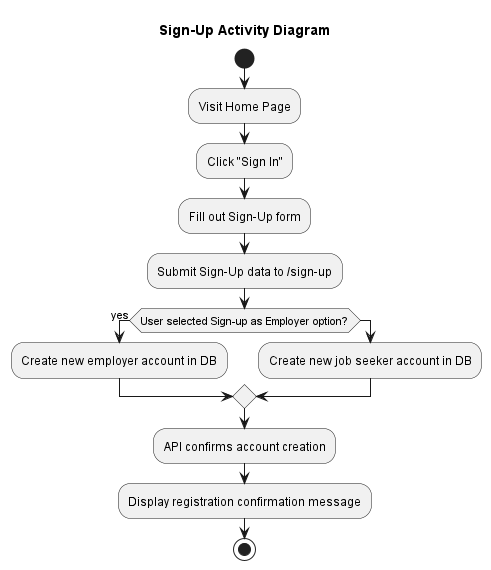 Sign-Up Activity Diagram
Visit Home Page
Click "Sign In"
Fill out Sign-Up form
Submit Sign-Up data to /sign-up
yes
User selected Sign-up as Employer option?
Create new employer account in DB
Create new job seeker account in DB
API confirms account creation
Display registration confirmation message